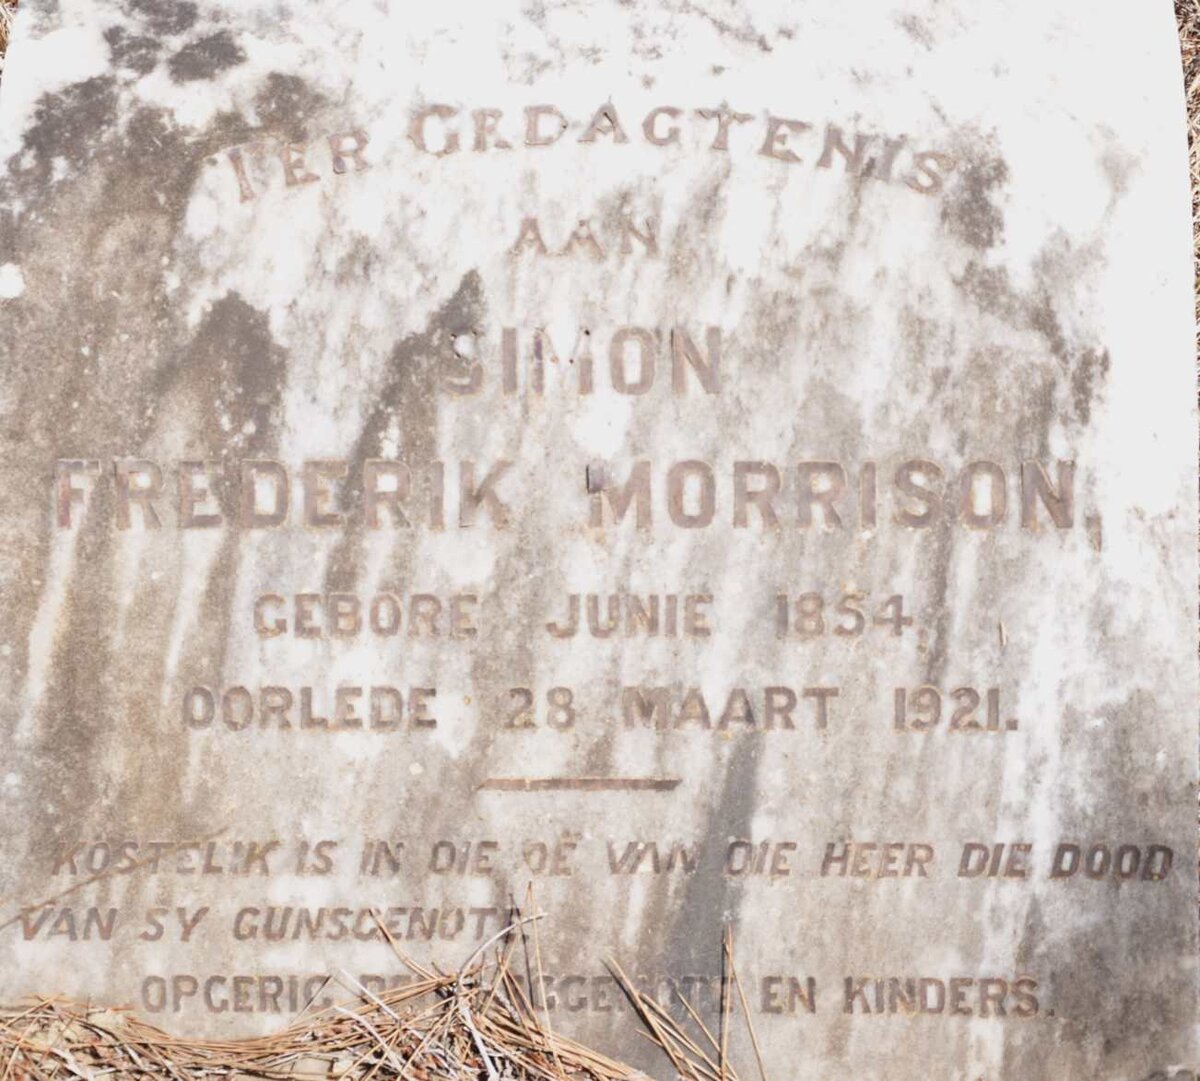 TER GEDAGTENIS
AAN
SIMON
FREDERIK MORRISON.
GEBORE JUNIE 1854.
OORLEDE 28 MAART 1921.
KOSTELIK IS IN DIE OË VAN DIE HEER DIE DOOD
VAN SY GUNSGENOTE.
OPGERIG EN KINDERS.